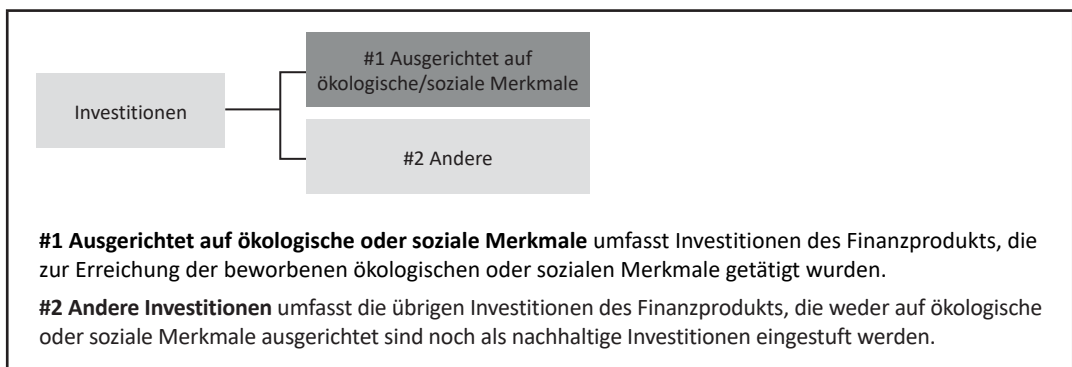 #1 Ausgerichtet auf
ökologische/soziale Merkmale
Investitionen
#2 Andere
#1 Ausgerichtet auf ökologische oder soziale Merkmale umfasst Investitionen des Finanzprodukts, die
zur Erreichung der beworbenen ökologischen oder sozialen Merkmale getätigt wurden.
#2 Andere Investitionen umfasst die übrigen Investitionen des Finanzprodukts, die weder auf ökologische
oder soziale Merkmale ausgerichtet sind noch als nachhaltige Investitionen eingestuft werden.